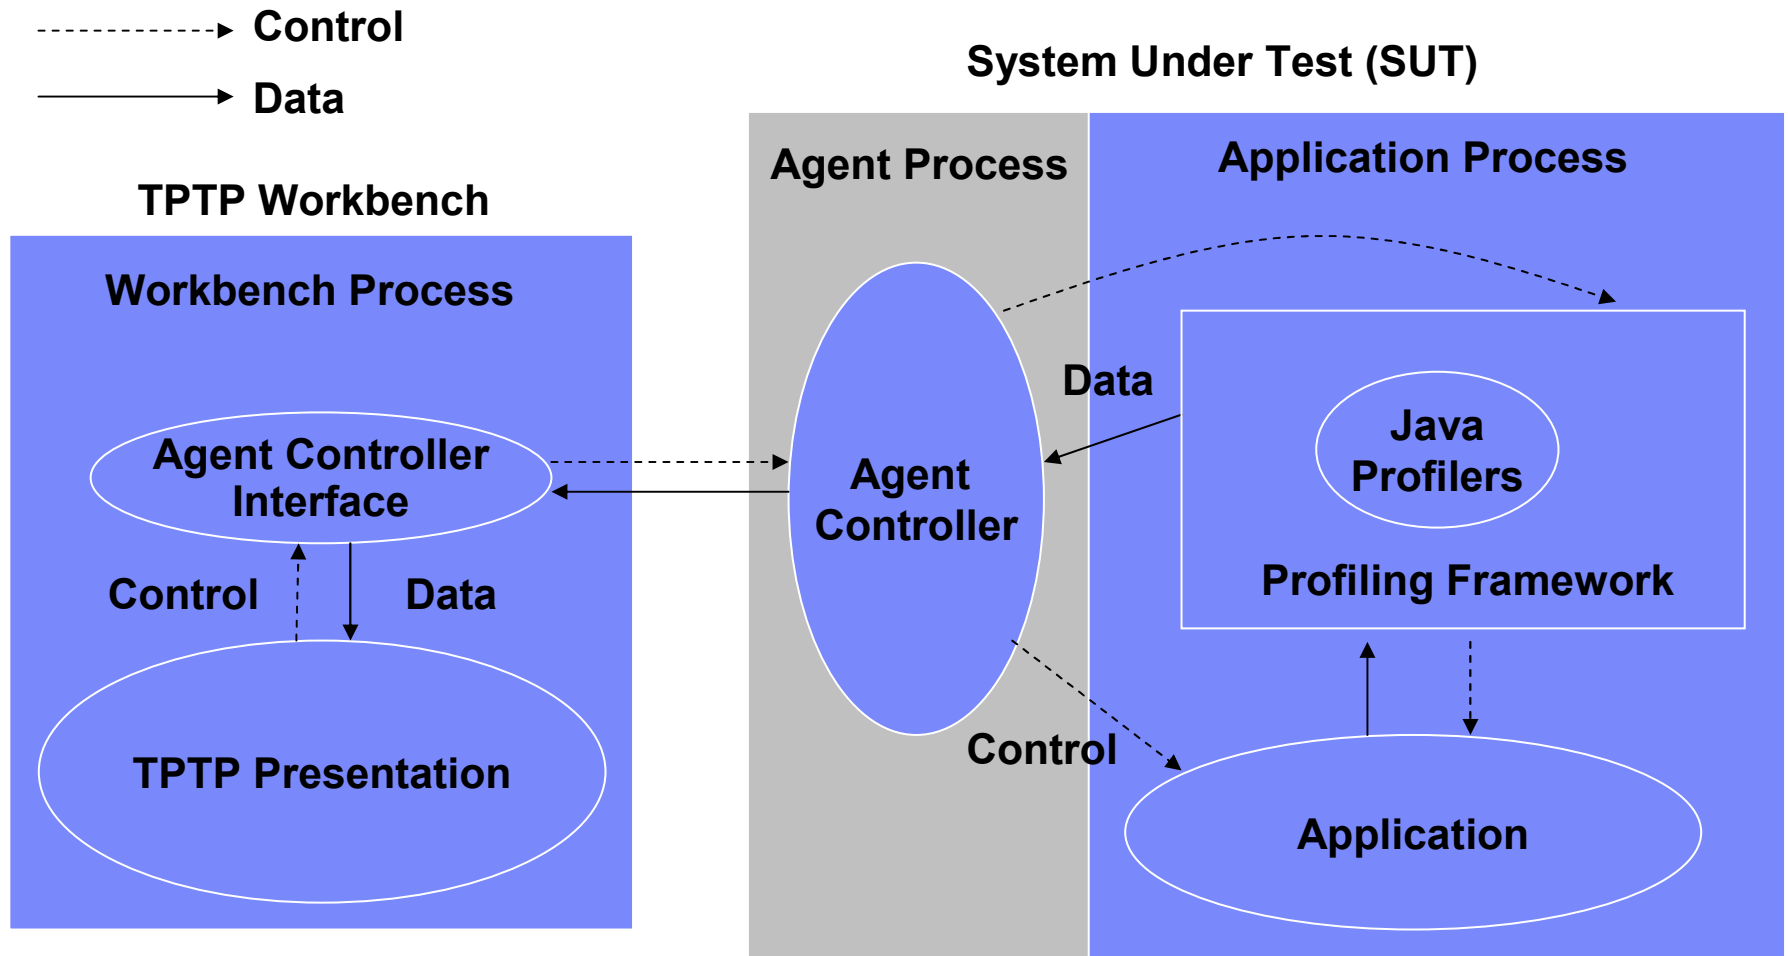 Control
Data
System Under Test (SUT)
TPTP Workbench
Workbench Process
Agent Controller
Interface
Control
Data
TPTP Presentation
Agent Process
Agent
Controller
Application Process
Data
Java
Profilers
Profiling Framework
Control
Application